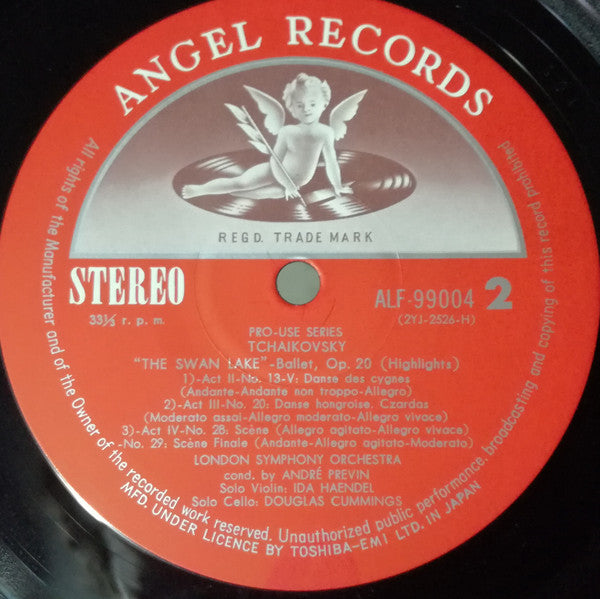 ANGEL RECORDS
REGD. TRADE MARK
STEREO
33⅓ r. p. m.
ALF-99004 2
(2YJ-2526-H)
PRO-USE SERIES
TCHAIKOVSKY
"THE SWAN LAKE"-Ballet, Op. 20 (Highlights)
1)-Act II-No. 13-V: Danse des cygnes
(Andante-Andante non troppo-Allegro)
2)-Act III-No. 20: Danse hongroise, Czardas
(Moderato assai-Allegro moderato-Allegro vivace)
3)-Act IV-No. 28: Scène (Allegro agitato-Allegro vivace)
-No. 29: Scène Finale (Andante-Allegro agitato-Moderato)
LONDON SYMPHONY ORCHESTRA
cond. by ANDRÉ PREVIN
Solo Violin: IDA HAENDEL
Solo Cello: DOUGLAS CUMMINGS
All rights of the Manufacturer and of the Owner of the recorded work reserved. Unauthorized public performance, broadcasting and copying of this record prohibited
MFD. UNDER LICENCE BY TOSHIBA-EMI LTD. IN JAPAN